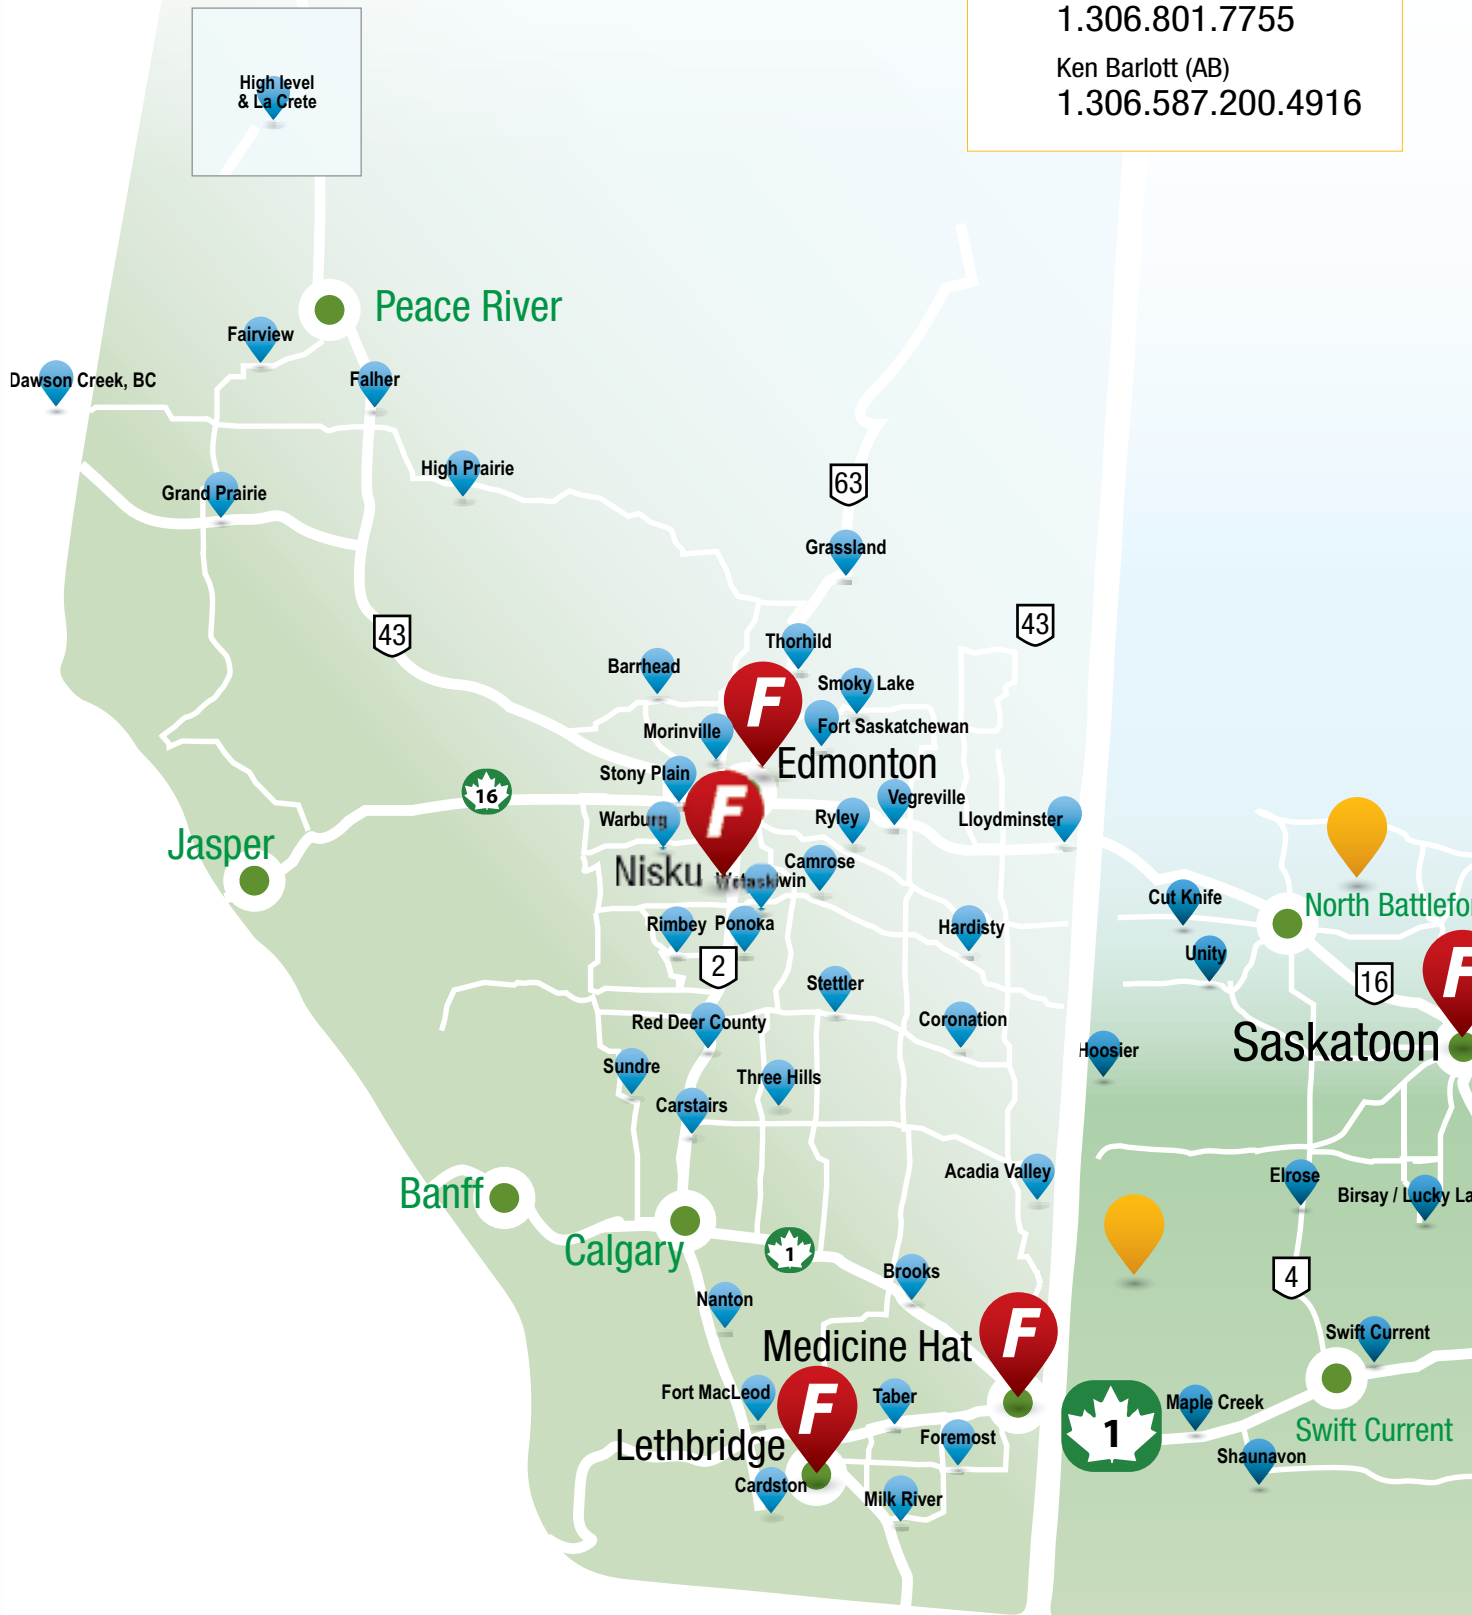 1.306.801.7755
Ken Barlott (AB)
1.306.587.200.4916
High level
& La Crete
Peace River
Fairview
Dawson Creek, BC
Falher
High Prairie
Grand Prairie
63
Grassland
43
43
Thorhild
Barrhead
Smoky Lake
F
Morinville
Fort Saskatchewan
Edmonton
Stony Plain
16
F
Vegreville
Warburg
Ryley
Lloydminster
Jasper
Camrose
Nisku
Wetaskiwin
Cut Knife
North Battlefo
Rimbey
Ponoka
Hardisty
Unity
2
F
16
Stettler
Red Deer County
Coronation
Saskatoon
Hoosier
Sundre
Three Hills
Carstairs
Acadia Valley
Elrose
Banff
Birsay / Lucky La
Calgary
1
Brooks
4
Nanton
F
Medicine Hat
Swift Current
Fort MacLeod
F
Taber
Maple Creek
1
Foremost
Swift Current
Lethbridge
Shaunavon
Cardston
Milk River